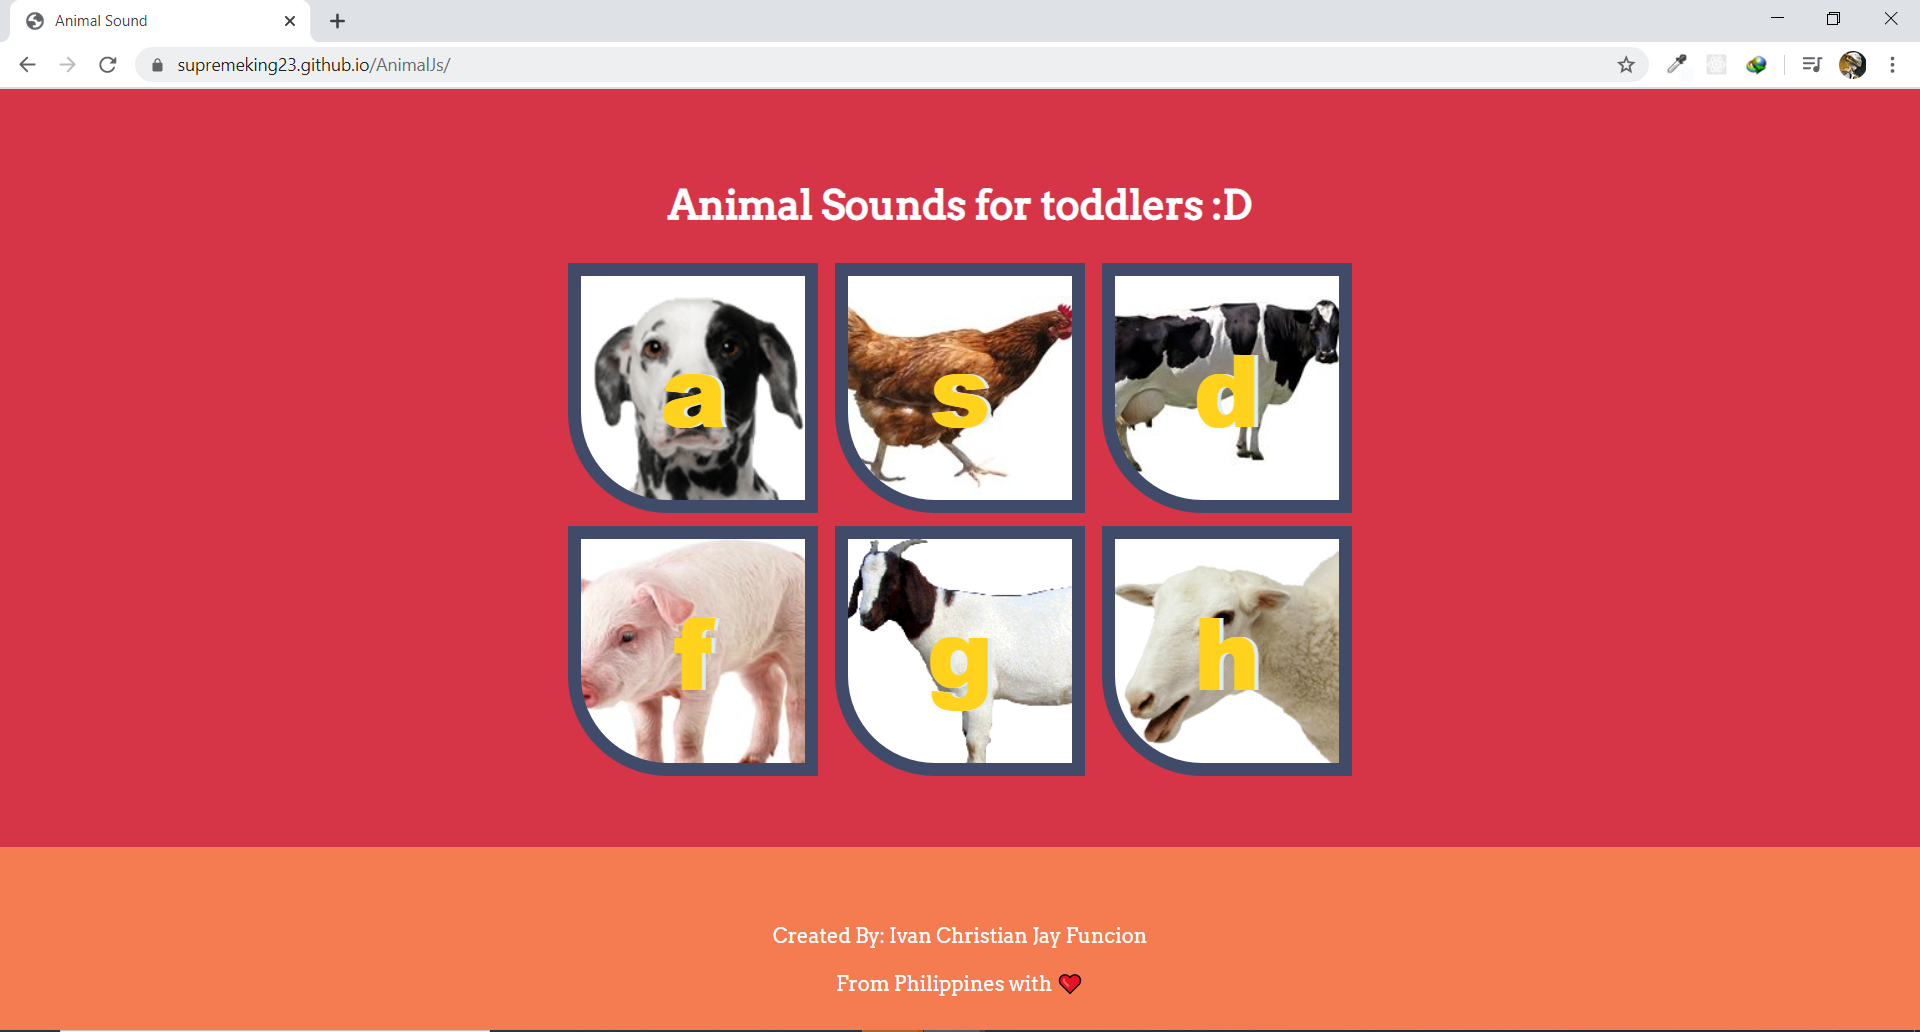 Animal Sound
supremeking23.github.io/AnimalJs/
Animal Sounds for toddlers :D
a s d
f g h
Created By: Ivan Christian Jay Funcion
From Philippines with ❤️